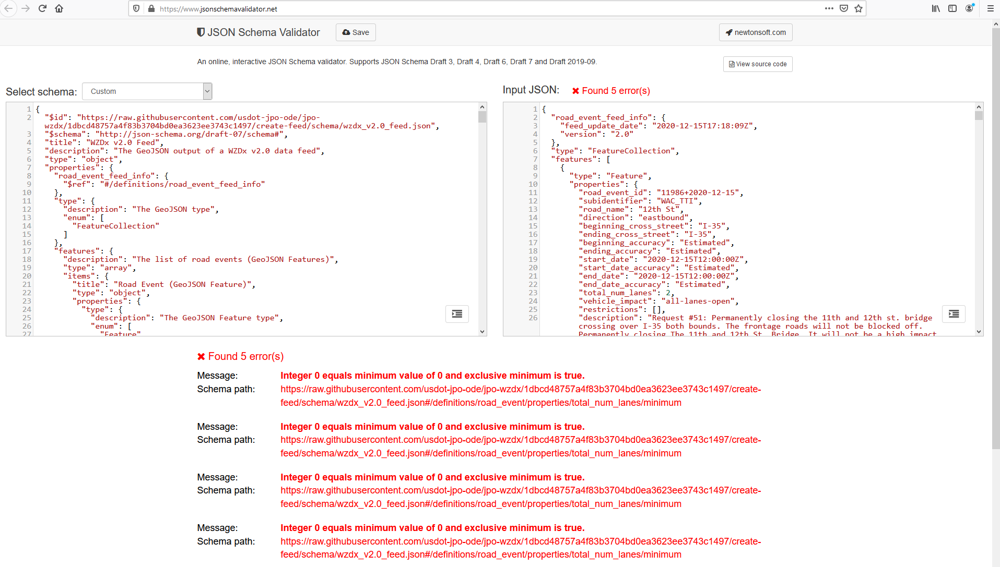 https://www.jsonschemavalidator.net
JSON Schema Validator
Save
newtonsoft.com
An online, interactive JSON Schema validator. Supports JSON Schema Draft 3, Draft 4, Draft 6, Draft 7 and Draft 2019-09.
View source code
Select schema:
Custom
1 {
2 "$id": "https://raw.githubusercontent.com/usdot-jpo-ode/jpo-
wzdx/1dbcd48757a4f83b3704bd0ea3623ee3743c1497/create-feed/schema/wzdx_v2.0_feed.json",
3 "$schema": "http://json-schema.org/draft-07/schema#",
4 "title": "WZDx v2.0 Feed",
5 "description": "The GeoJSON output of a WZDx v2.0 data feed",
6 "type": "object",
7 "properties": {
8 "road_event_feed_info": {
9 "$ref": "#/definitions/road_event_feed_info"
10 },
11 "type": {
12 "description": "The GeoJSON type",
13 "enum": [
14 "FeatureCollection"
15 ]
16 },
17 "features": {
18 "description": "The list of road events (GeoJSON Features)",
19 "type": "array",
20 "items": {
21 "title": "Road Event (GeoJSON Feature)",
22 "type": "object",
23 "properties": {
24 "type": {
25 "description": "The GeoJSON Feature type",
26 "enum": [
27 "Feature"
Input JSON:
Found 5 error(s)
1 {
2 "road_event_feed_info": {
3 "feed_update_date": "2020-12-15T17:18:09Z",
4 "version": "2.0"
5 },
6 "type": "FeatureCollection",
7 "features": [
8 {
9 "type": "Feature",
10 "properties": {
11 "road_event_id": "11986+2020-12-15",
12 "subidentifier": "WAC_TTI",
13 "road_name": "12th St",
14 "direction": "eastbound",
15 "beginning_cross_street": "I-35",
16 "ending_cross_street": "I-35",
17 "beginning_accuracy": "Estimated",
18 "ending_accuracy": "Estimated",
19 "start_date": "2020-12-15T12:00:00Z",
20 "start_date_accuracy": "Estimated",
21 "end_date": "2020-12-15T12:00:00Z",
22 "end_date_accuracy": "Estimated",
23 "total_num_lanes": 2,
24 "vehicle_impact": "all-lanes-open",
25 "restrictions": [],
26 "description": "Request #51: Permanently closing the 11th and 12th st. bridge
crossing over I-35 both bounds. The frontage roads will not be blocked off.
Permanently closing The 11th and 12th St. Bridge. It will not be a high impact
Found 5 error(s)
Message: Integer 0 equals minimum value of 0 and exclusive minimum is true.
Schema path: https://raw.githubusercontent.com/usdot-jpo-ode/jpo-wzdx/1dbcd48757a4f83b3704bd0ea3623ee3743c1497/create-
feed/schema/wzdx_v2.0_feed.json#/definitions/road_event/properties/total_num_lanes/minimum
Message: Integer 0 equals minimum value of 0 and exclusive minimum is true.
Schema path: https://raw.githubusercontent.com/usdot-jpo-ode/jpo-wzdx/1dbcd48757a4f83b3704bd0ea3623ee3743c1497/create-
feed/schema/wzdx_v2.0_feed.json#/definitions/road_event/properties/total_num_lanes/minimum
Message: Integer 0 equals minimum value of 0 and exclusive minimum is true.
Schema path: https://raw.githubusercontent.com/usdot-jpo-ode/jpo-wzdx/1dbcd48757a4f83b3704bd0ea3623ee3743c1497/create-
feed/schema/wzdx_v2.0_feed.json#/definitions/road_event/properties/total_num_lanes/minimum
Message: Integer 0 equals minimum value of 0 and exclusive minimum is true.
Schema path: https://raw.githubusercontent.com/usdot-jpo-ode/jpo-wzdx/1dbcd48757a4f83b3704bd0ea3623ee3743c1497/create-
feed/schema/wzdx_v2.0_feed.json#/definitions/road_event/properties/total_num_lanes/minimum